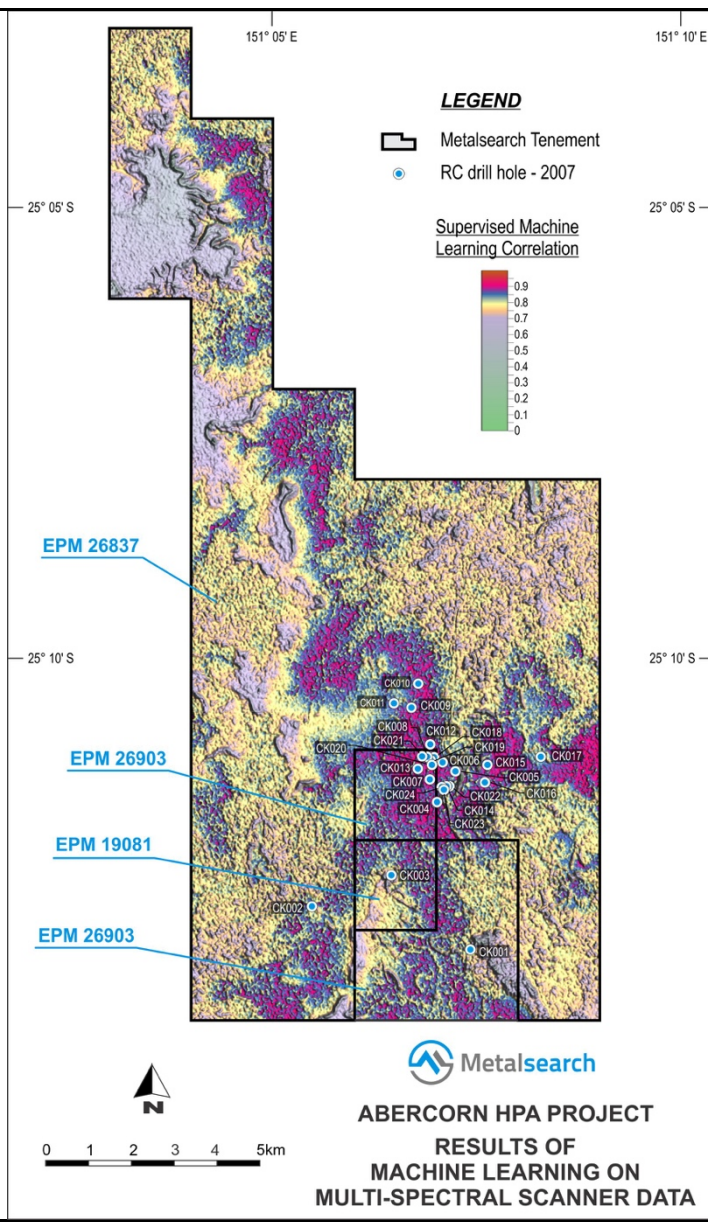 151° 05' E
151° 10' E
LEGEND
Metalsearch Tenement
RC drill hole - 2007
25° 05' S
25° 05' S
Supervised Machine
Learning Correlation
0.9
0.8
0.7
0.6
0.5
0.4
0.3
0.2
0.1
0
EPM 26837
25° 10' S
25° 10' S
CK010
CK011
CK009
CK008
CK012
CK018
CK021
CK019
CK020
CK006
CK015
CK017
EPM 26903
CK013
CK005
CK007
CK022
CK016
CK024
CK014
CK004
CK023
EPM 19081
CK003
CK002
EPM 26903
CK001
Metalsearch
N
ABERCORN HPA PROJECT
0 1 2 3 4 5km
RESULTS OF
MACHINE LEARNING ON
MULTI-SPECTRAL SCANNER DATA